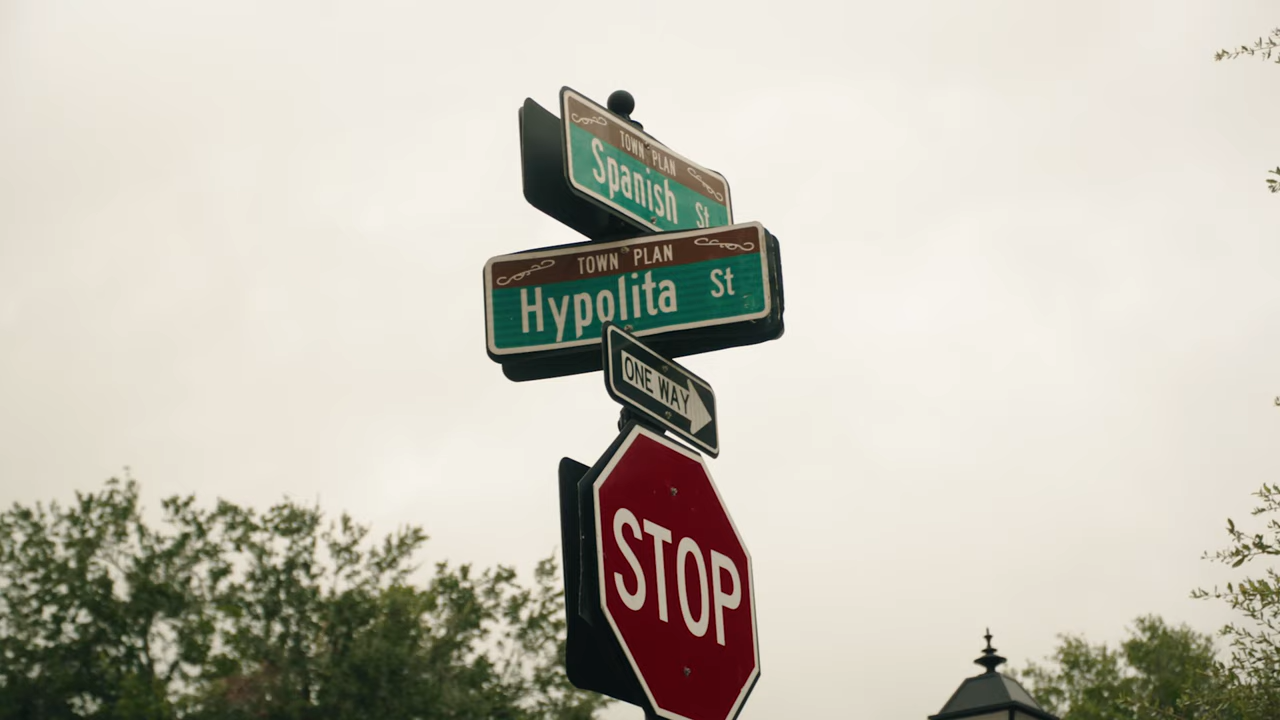 TOWN PLAN
Spanish St
TOWN PLAN
Hypolita St
ONE WAY
STOP